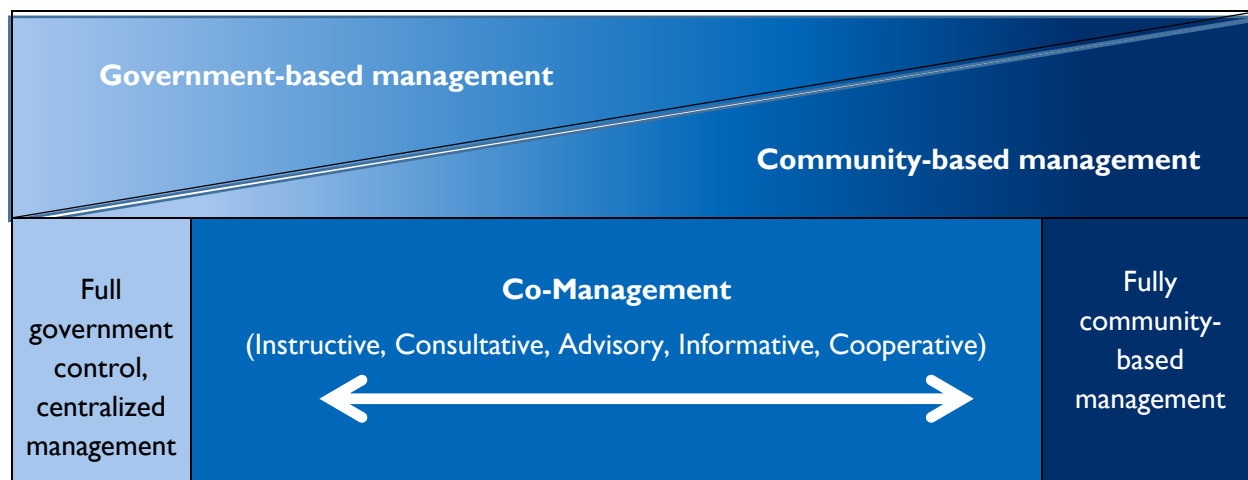 Government-based management
Community-based management
Full
government
control,
centralized
management
Co-Management
(Instructive, Consultative, Advisory, Informative, Cooperative)
Fully
community-
based
management